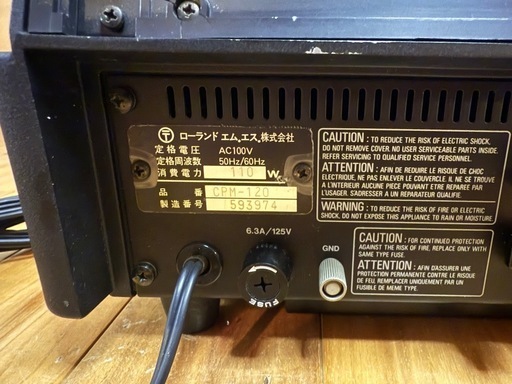 ローランド エム.エス.株式会社
定格電圧 AC100V
定格周波数 50Hz/60Hz
消費電力 110 W
品番 CPM-120
製造番号 593974
6.3A/125V
FUSE
GND
CAUTION : TO REDUCE THE RISK OF ELECTRIC SHOCK,
DO NOT REMOVE COVER. NO USER SERVICEABLE PARTS INSIDE.
REFER SERVICING TO QUALIFIED SERVICE PERSONNEL.
ATTENTION : AFIN DE REDUIRE LE RISQUE DE CHOC
ELECTRIQUE, N'EN PAS ENLEVER LE COUVERCLE. IL NE SE TROUVE
A L'INTERIEUR AUCUNE PIECE POUVANT ETRE REPAREE PAR
L'USAGER. S'ADRESSER A UN REPARATEUR QUALIFIE.
WARNING : TO REDUCE THE RISK OF FIRE OR ELECTRIC
SHOCK, DO NOT EXPOSE THIS APPLIANCE TO RAIN OR MOISTURE
CAUTION : FOR CONTINUED PROTECTION
AGAINST THE RISK OF FIRE, REPLACE ONLY WITH
SAME TYPE FUSE.
ATTENTION : AFIN D'ASSURER UNE
PROTECTION PERMANENTE CONTRE LE RISQUE
DE FEU REMPLACER UNIQUEMENT PAR UN
FUSIBLE DE MEME TYPE.